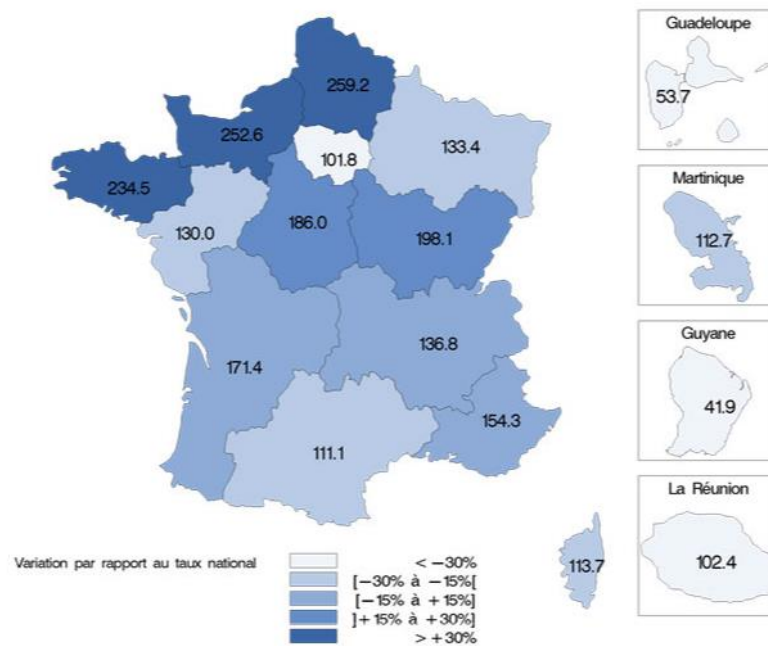 Guadeloupe
259.2
53.7
252.6
101.8
133.4
Martinique
234.5
130.0
186.0
198.1
112.7
Guyane
136.8
171.4
41.9
154.3
111.1
La Réunion
Variation par rapport au taux national
< −30%
[−30% à −15%[
[−15% à +15%]
]+15% à +30%]
> +30%
113.7
102.4